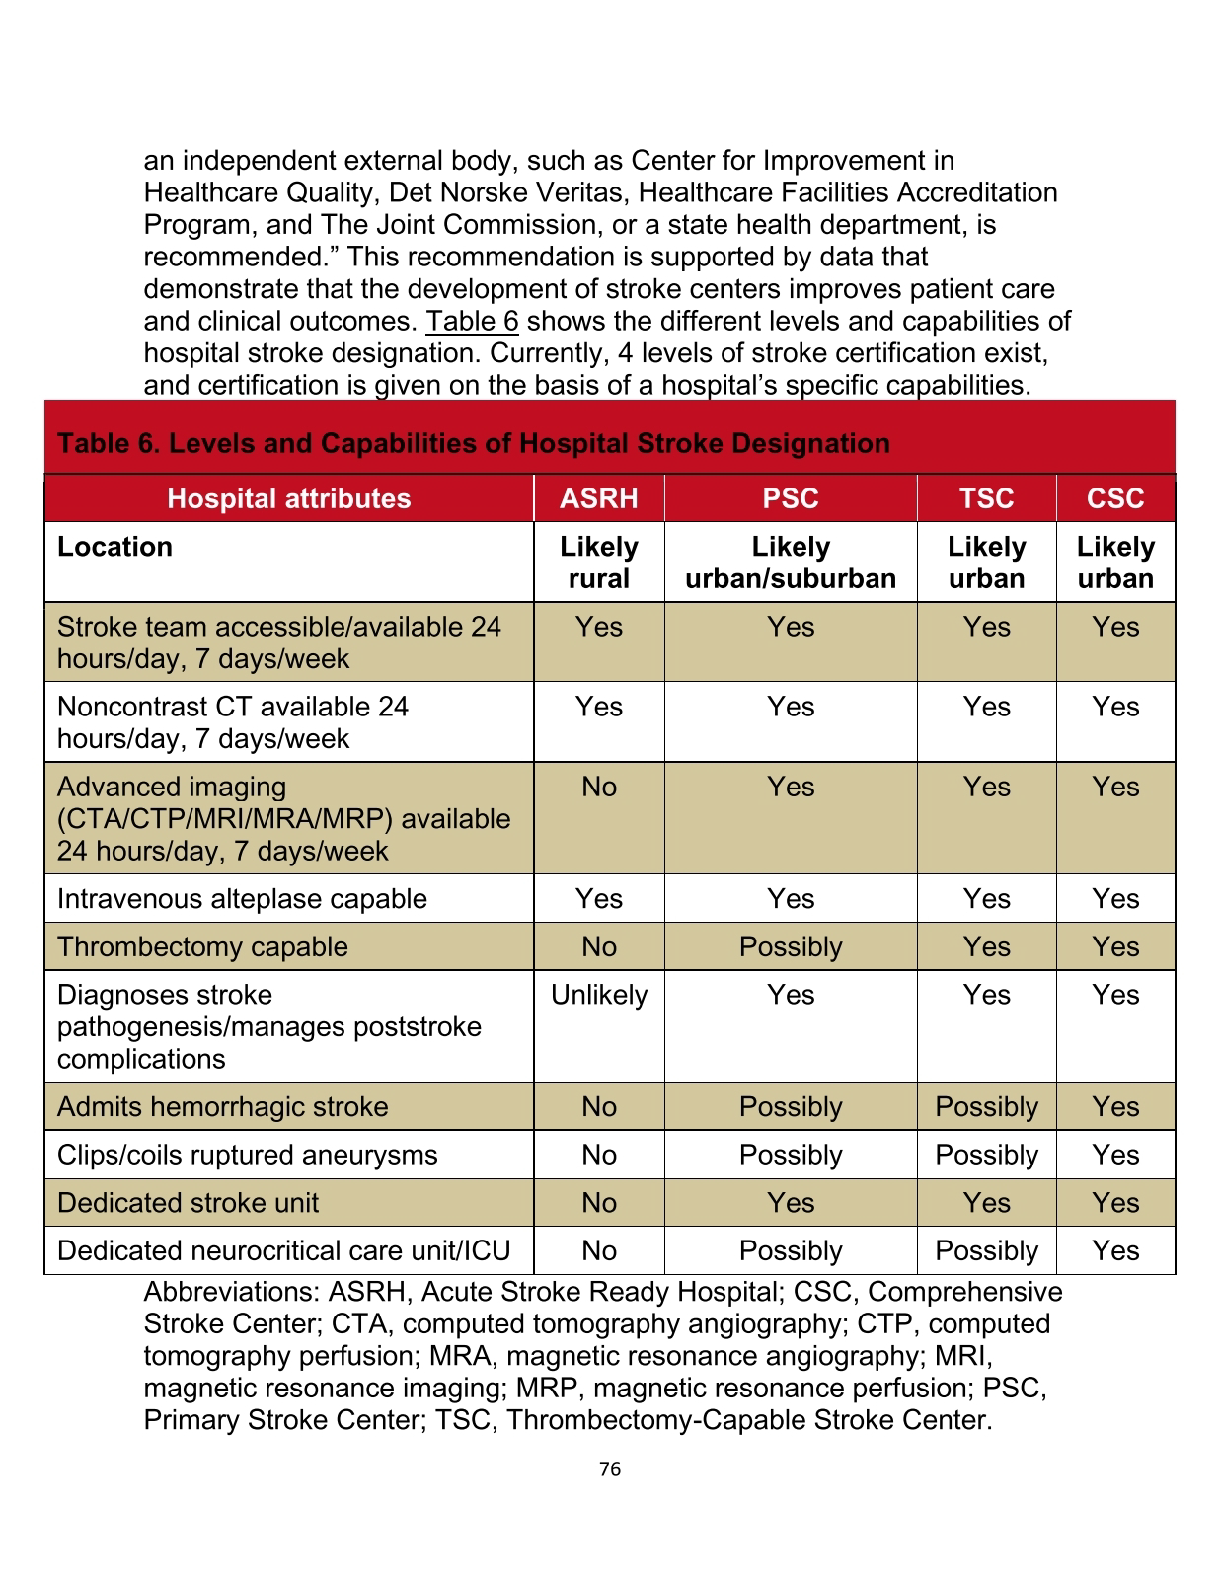 an independent external body, such as Center for Improvement in
Healthcare Quality, Det Norske Veritas, Healthcare Facilities Accreditation
Program, and The Joint Commission, or a state health department, is
recommended.” This recommendation is supported by data that
demonstrate that the development of stroke centers improves patient care
and clinical outcomes. Table 6 shows the different levels and capabilities of
hospital stroke designation. Currently, 4 levels of stroke certification exist,
and certification is given on the basis of a hospital’s specific capabilities.
Table 6. Levels and Capabilities of Hospital Stroke Designation
Hospital attributes ASRH PSC TSC CSC
Location Likely Likely Likely Likely
rural urban/suburban urban urban
Stroke team accessible/available 24 Yes Yes Yes Yes
hours/day, 7 days/week
Noncontrast CT available 24 Yes Yes Yes Yes
hours/day, 7 days/week
Advanced imaging No Yes Yes Yes
(CTA/CTP/MRI/MRA/MRP) available
24 hours/day, 7 days/week
Intravenous alteplase capable Yes Yes Yes Yes
Thrombectomy capable No Possibly Yes Yes
Diagnoses stroke Unlikely Yes Yes Yes
pathogenesis/manages poststroke
complications
Admits hemorrhagic stroke No Possibly Possibly Yes
Clips/coils ruptured aneurysms No Possibly Possibly Yes
Dedicated stroke unit No Yes Yes Yes
Dedicated neurocritical care unit/ICU No Possibly Possibly Yes
Abbreviations: ASRH, Acute Stroke Ready Hospital; CSC, Comprehensive
Stroke Center; CTA, computed tomography angiography; CTP, computed
tomography perfusion; MRA, magnetic resonance angiography; MRI,
magnetic resonance imaging; MRP, magnetic resonance perfusion; PSC,
Primary Stroke Center; TSC, Thrombectomy-Capable Stroke Center.
76